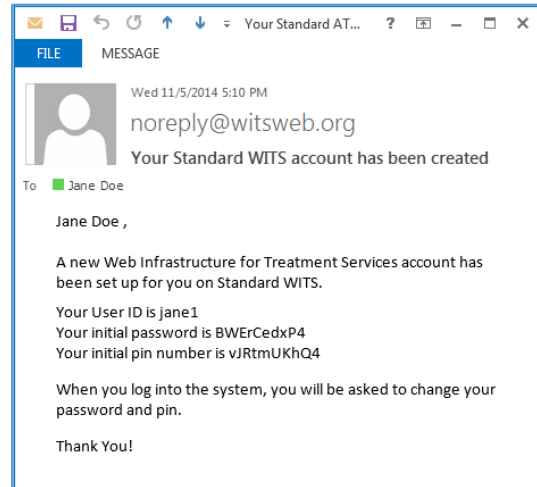 Your Standard AT... ?
FILE MESSAGE
Wed 11/5/2014 5:10 PM
noreply@witsweb.org
Your Standard WITS account has been created
To Jane Doe
Jane Doe ,
A new Web Infrastructure for Treatment Services account has
been set up for you on Standard WITS.
Your User ID is jane1
Your initial password is BWErCedxP4
Your initial pin number is vJRtmUKhQ4
When you log into the system, you will be asked to change your
password and pin.
Thank You!